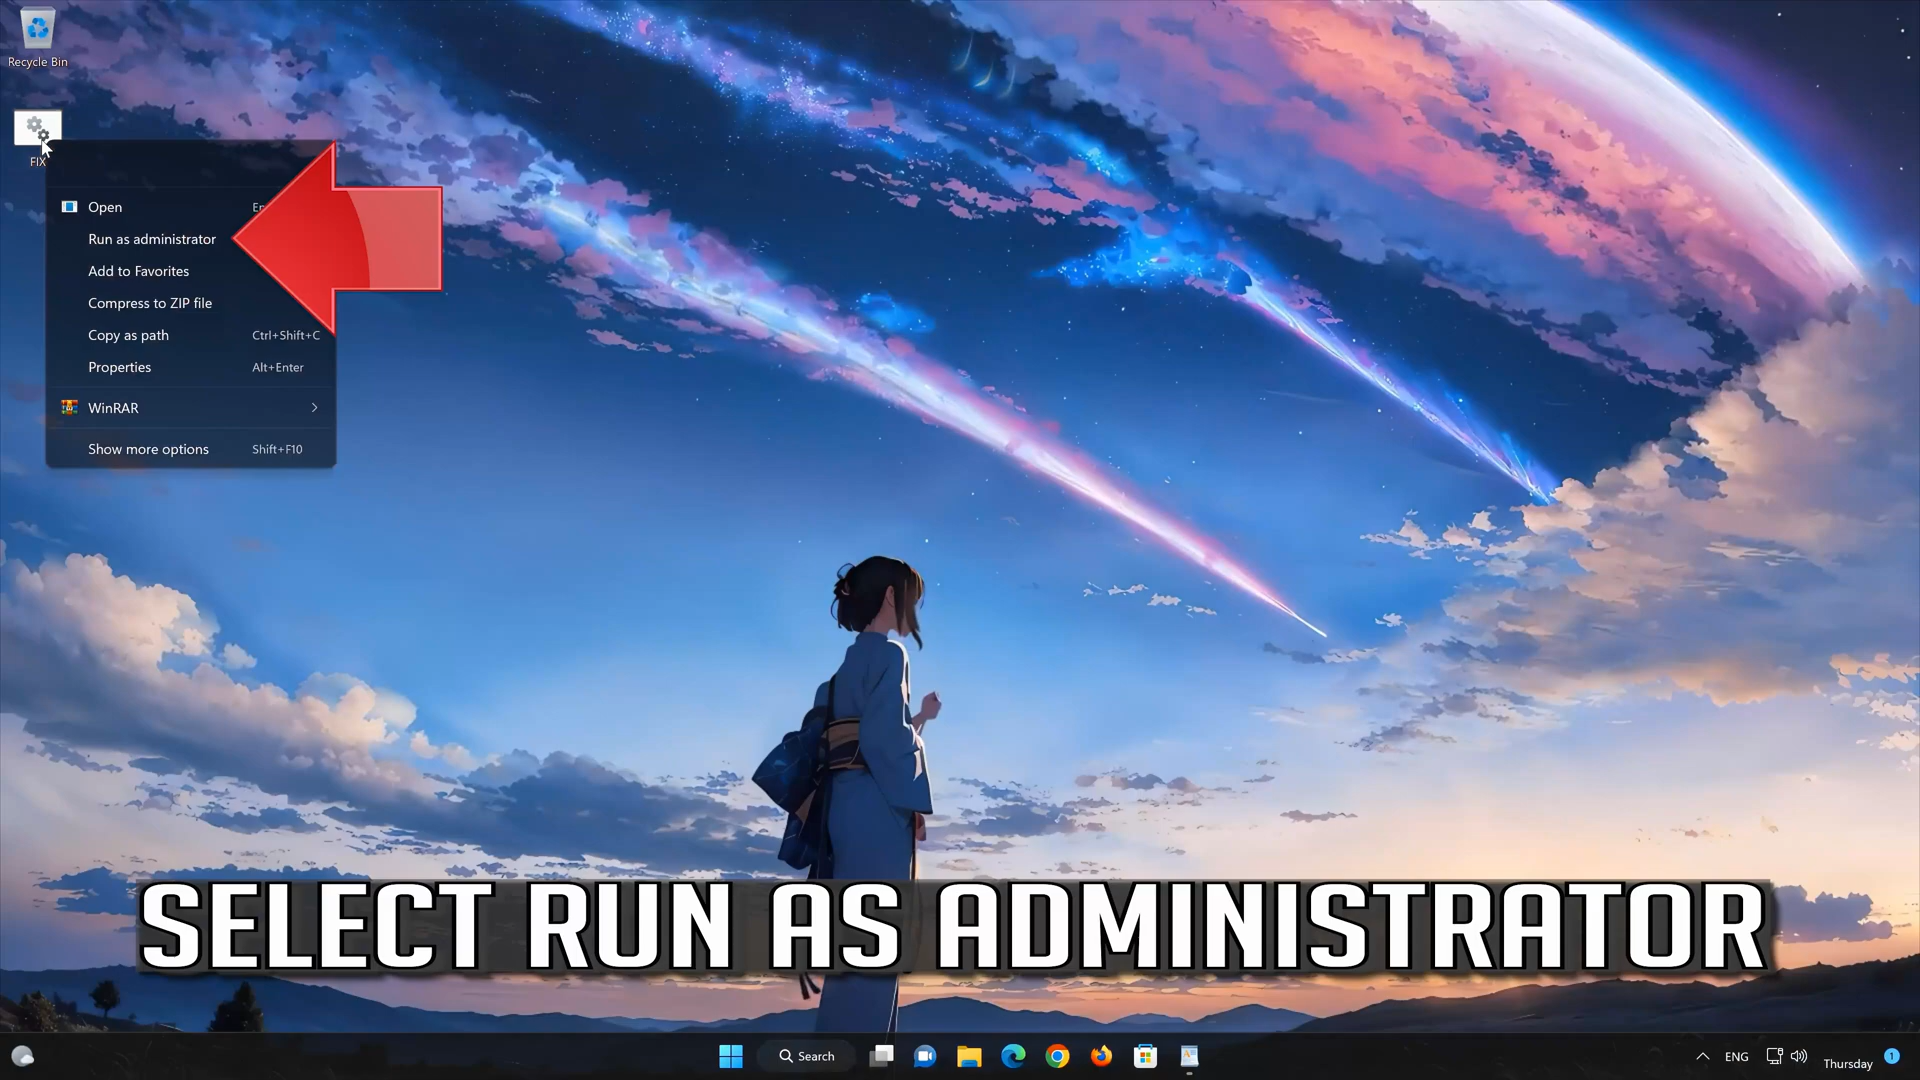 Recycle Bin
FIX
Open
Run as administrator
Add to Favorites
Compress to ZIP file
Copy as path Ctrl+Shift+C
Properties Alt+Enter
WinRAR
Show more options Shift+F10
SELECT RUN AS ADMINISTRATOR
Search
ENG
Thursday
1